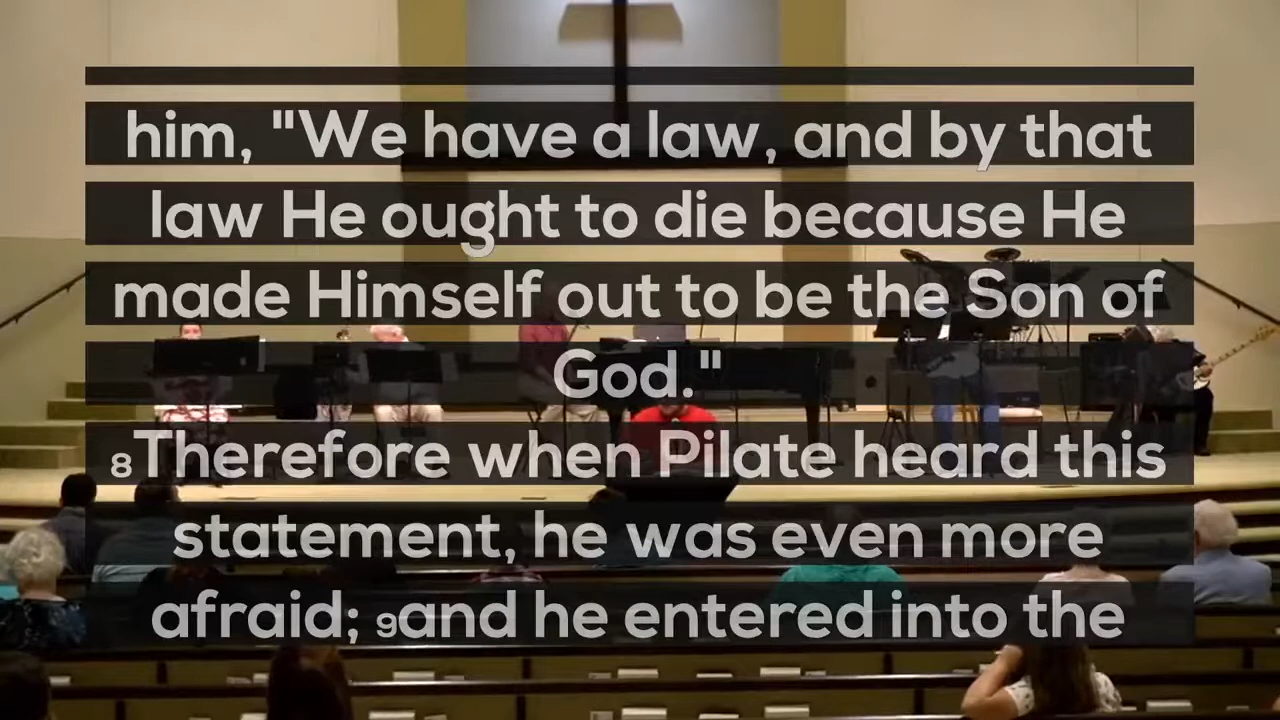 him, "We have a law, and by that
law He ought to die because He
made Himself out to be the Son of
God."
8Therefore when Pilate heard this
statement, he was even more
afraid; 9and he entered into the